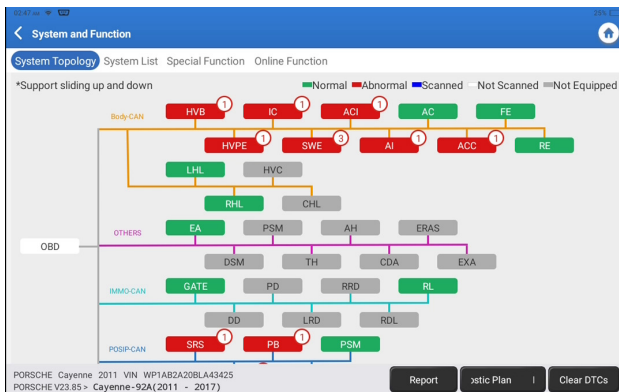 02:47 VCI 25%
System and Function
System Topology System List Special Function Online Function
*Support sliding up and down Normal Abnormal Scanned Not Scanned Not Equipped
Body-CAN HVB 1 IC 1 ACI 1 AC FE
HVPE 1 SWE 3 AI 1 ACC 1 RE
LHL HVC
RHL CHL
OTHERS EA PSM AH ERAS
OBD
DSM TH CDA EXA
IMMO-CAN GATE PD RRD RL
DD LRD RDL
POSIP-CAN SRS 1 PB 1 PSM
PORSCHE Cayenne 2011 VIN WP1AB2A20BLA43425
PORSCHE V23.85 > Cayenne-92A(2011 - 2017)
Report ostic Plan Clear DTCs